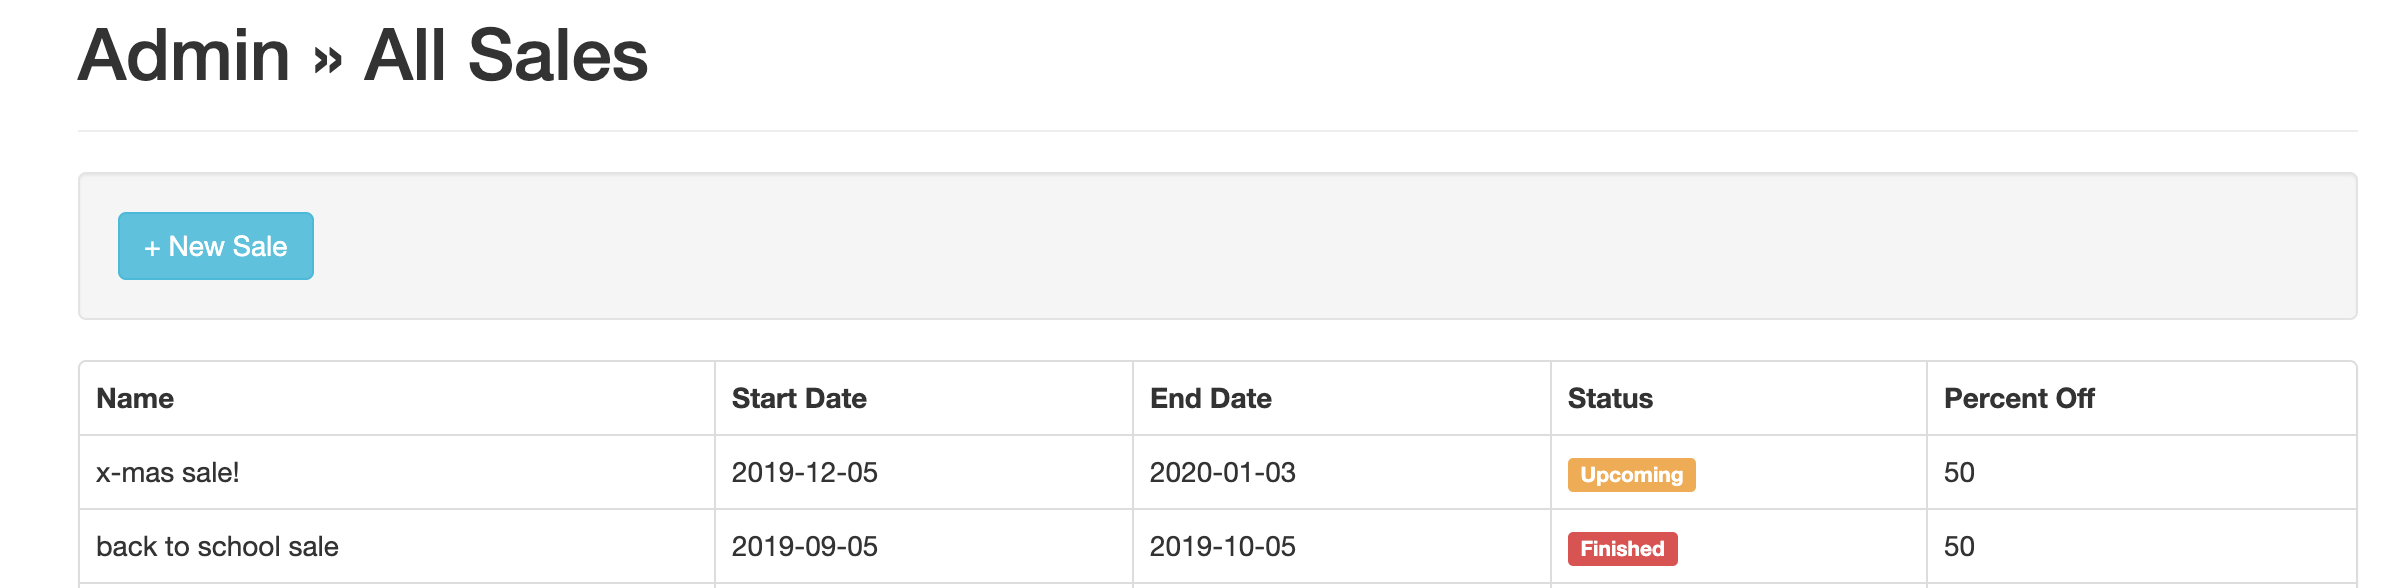 Admin » All Sales
+ New Sale
Name Start Date End Date Status Percent Off
x-mas sale! 2019-12-05 2020-01-03 Upcoming 50
back to school sale 2019-09-05 2019-10-05 Finished 50